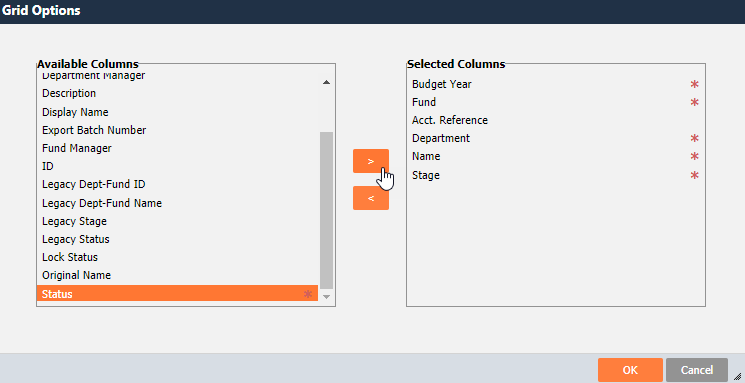 Grid Options
Available Columns
Department Manager
Description
Display Name
Export Batch Number
Fund Manager
ID
Legacy Dept-Fund ID
Legacy Dept-Fund Name
Legacy Stage
Legacy Status
Lock Status
Original Name
Status *
>
<
Selected Columns
Budget Year *
Fund *
Acct. Reference
Department *
Name *
Stage *
OK
Cancel